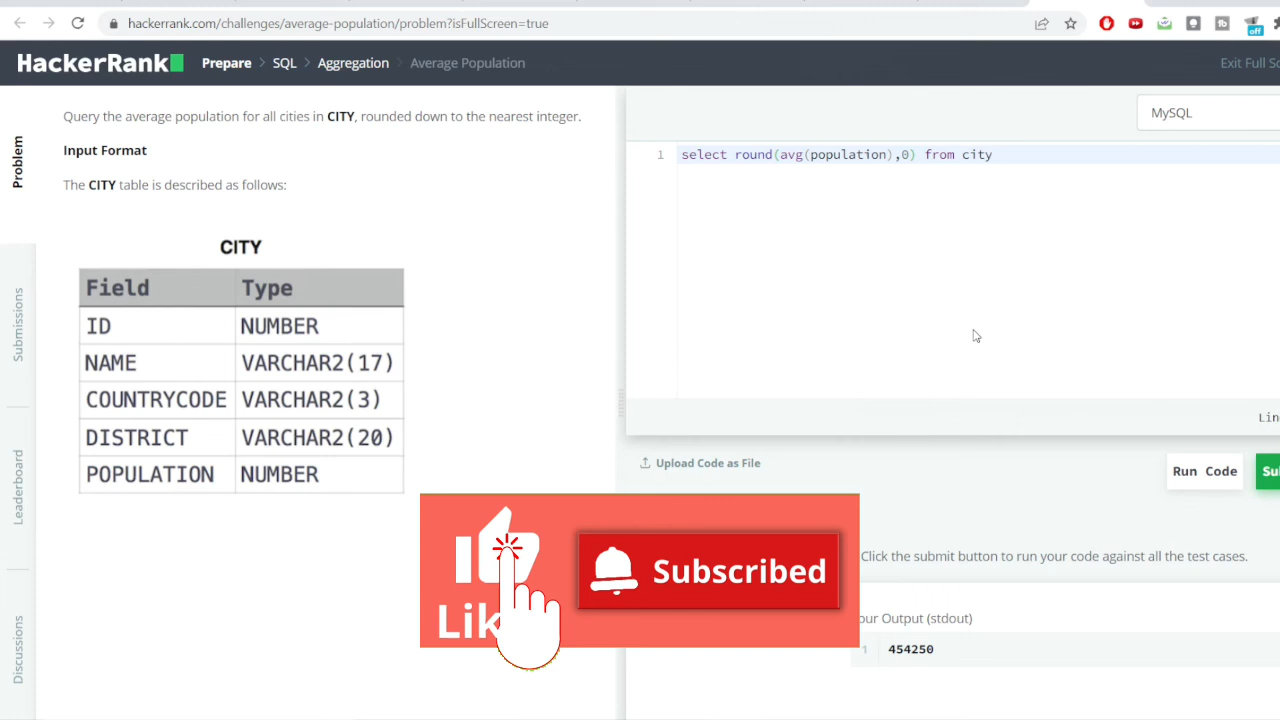 hackerrank.com/challenges/average-population/problem?isFullScreen=true
off
HackerRank
Prepare > SQL > Aggregation > Average Population
Exit Full Sc
Problem
Submissions
Leaderboard
Discussions
Query the average population for all cities in CITY, rounded down to the nearest integer.
Input Format
The CITY table is described as follows:
CITY
Field Type
ID NUMBER
NAME VARCHAR2(17)
COUNTRYCODE VARCHAR2(3)
DISTRICT VARCHAR2(20)
POPULATION NUMBER
MySQL
1 select round(avg(population),0) from city
Lin
Upload Code as File
Run Code
Su
Click the submit button to run your code against all the test cases.
our Output (stdout)
1 454250
Lik
Subscribed